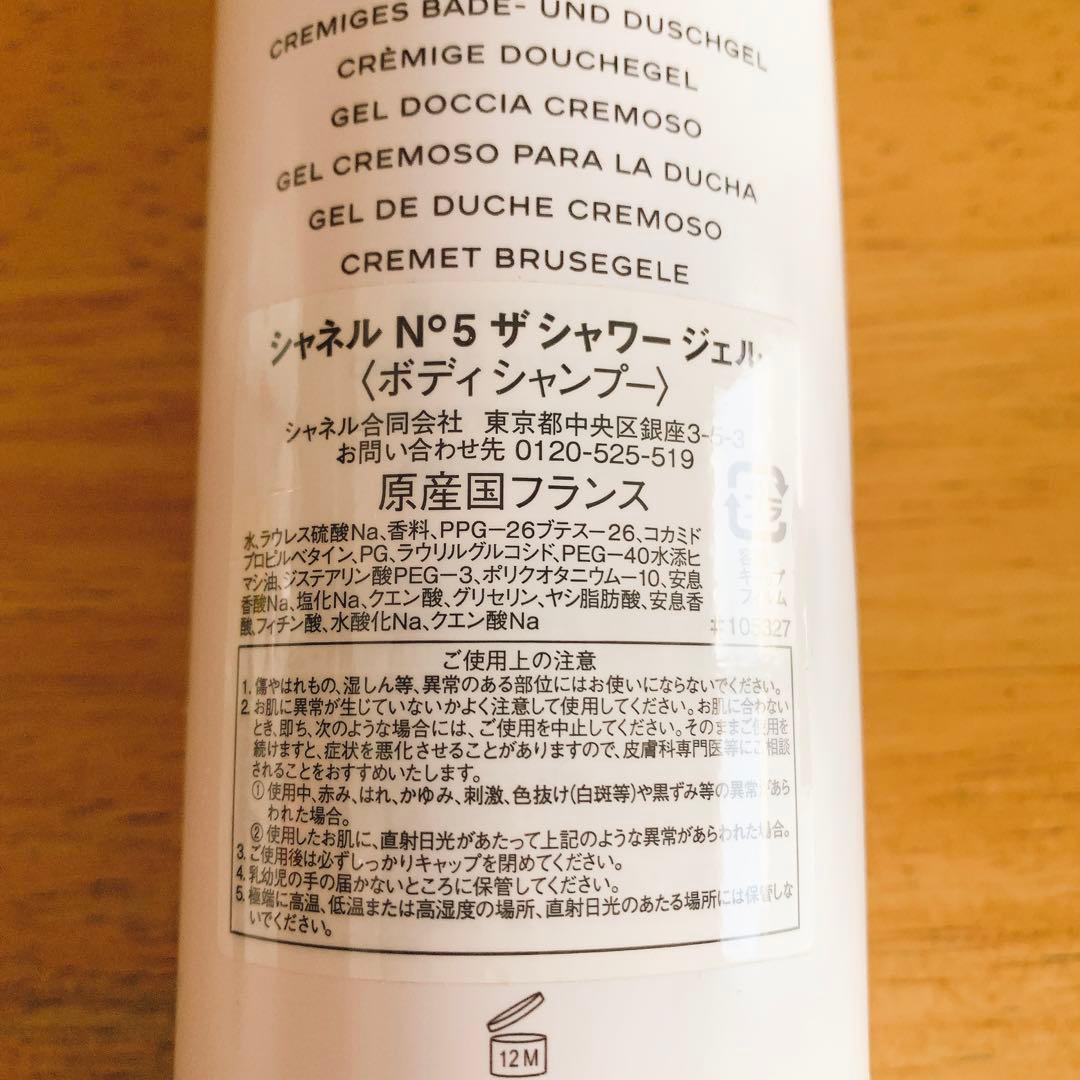 CREMIGES BADE- UND DUSCHGEL
CRÈMIGE DOUCHEGEL
GEL DOCCIA CREMOSO
GEL CREMOSO PARA LA DUCHA
GEL DE DUCHE CREMOSO
CREMET BRUSEGELE
シャネル N°5 ザ シャワー ジェル
〈ボディ シャンプー〉
シャネル合同会社 東京都中央区銀座3-5-3
お問い合わせ先 0120-525-519
原産国フランス
水、ラウレス硫酸Na、香料、PPG-26ブテス-26、コカミド
プロピルベタイン、PG、ラウリルグルコシド、PEG-40水添ヒ
マシ油、ジステアリン酸PEG-3、ポリクオタニウム-10、安息
香酸Na、塩化Na、クエン酸、グリセリン、ヤシ脂肪酸、安息香
酸、フィチン酸、水酸化Na、クエン酸Na
プラ
#105327
ご使用上の注意
1. 傷やはれもの、湿しん等、異常のある部位にはお使いにならないでください。
2. お肌に異常が生じていないかよく注意して使用してください。お肌に合わない
とき、即ち、次のような場合には、ご使用を中止してください。そのままご使用を
続けますと、症状を悪化させることがありますので、皮膚科専門医等にご相談
されることをおすすめいたします。
① 使用中、赤み、はれ、かゆみ、刺激、色抜け(白斑等)や黒ずみ等の異常があら
われた場合。
② 使用したお肌に、直射日光があたって上記のような異常があらわれた場合。
3. ご使用後は必ずしっかりキャップを閉めてください。
4. 乳幼児の手の届かないところに保管してください。
5. 極端に高温、低温または高湿度の場所、直射日光のあたる場所には保管しな
いでください。
12 M